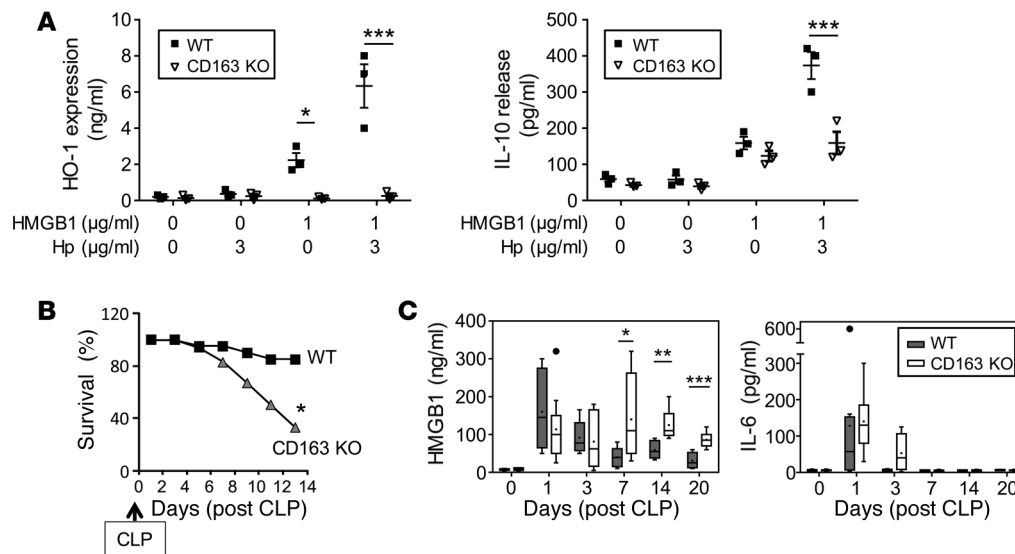 A
HO-1 expression
(ng/ml)
10
8
6
4
2
0
WT
CD163 KO
*
***
HMGB1 (μg/ml) 0 0 1 1
Hp (μg/ml) 0 3 0 3
IL-10 release
(pg/ml)
500
400
300
200
100
0
WT
CD163 KO
***
HMGB1 (μg/ml) 0 0 1 1
Hp (μg/ml) 0 3 0 3
B
Survival (%)
120
80
40
0
WT
*
CD163 KO
0 2 4 6 8 10 12 14
Days (post CLP)
CLP
C
HMGB1 (ng/ml)
400
300
200
100
0
*
**
***
0 1 3 7 14 20
Days (post CLP)
IL-6 (pg/ml)
600
300
200
100
0
WT
CD163 KO
0 1 3 7 14 20
Days (post CLP)